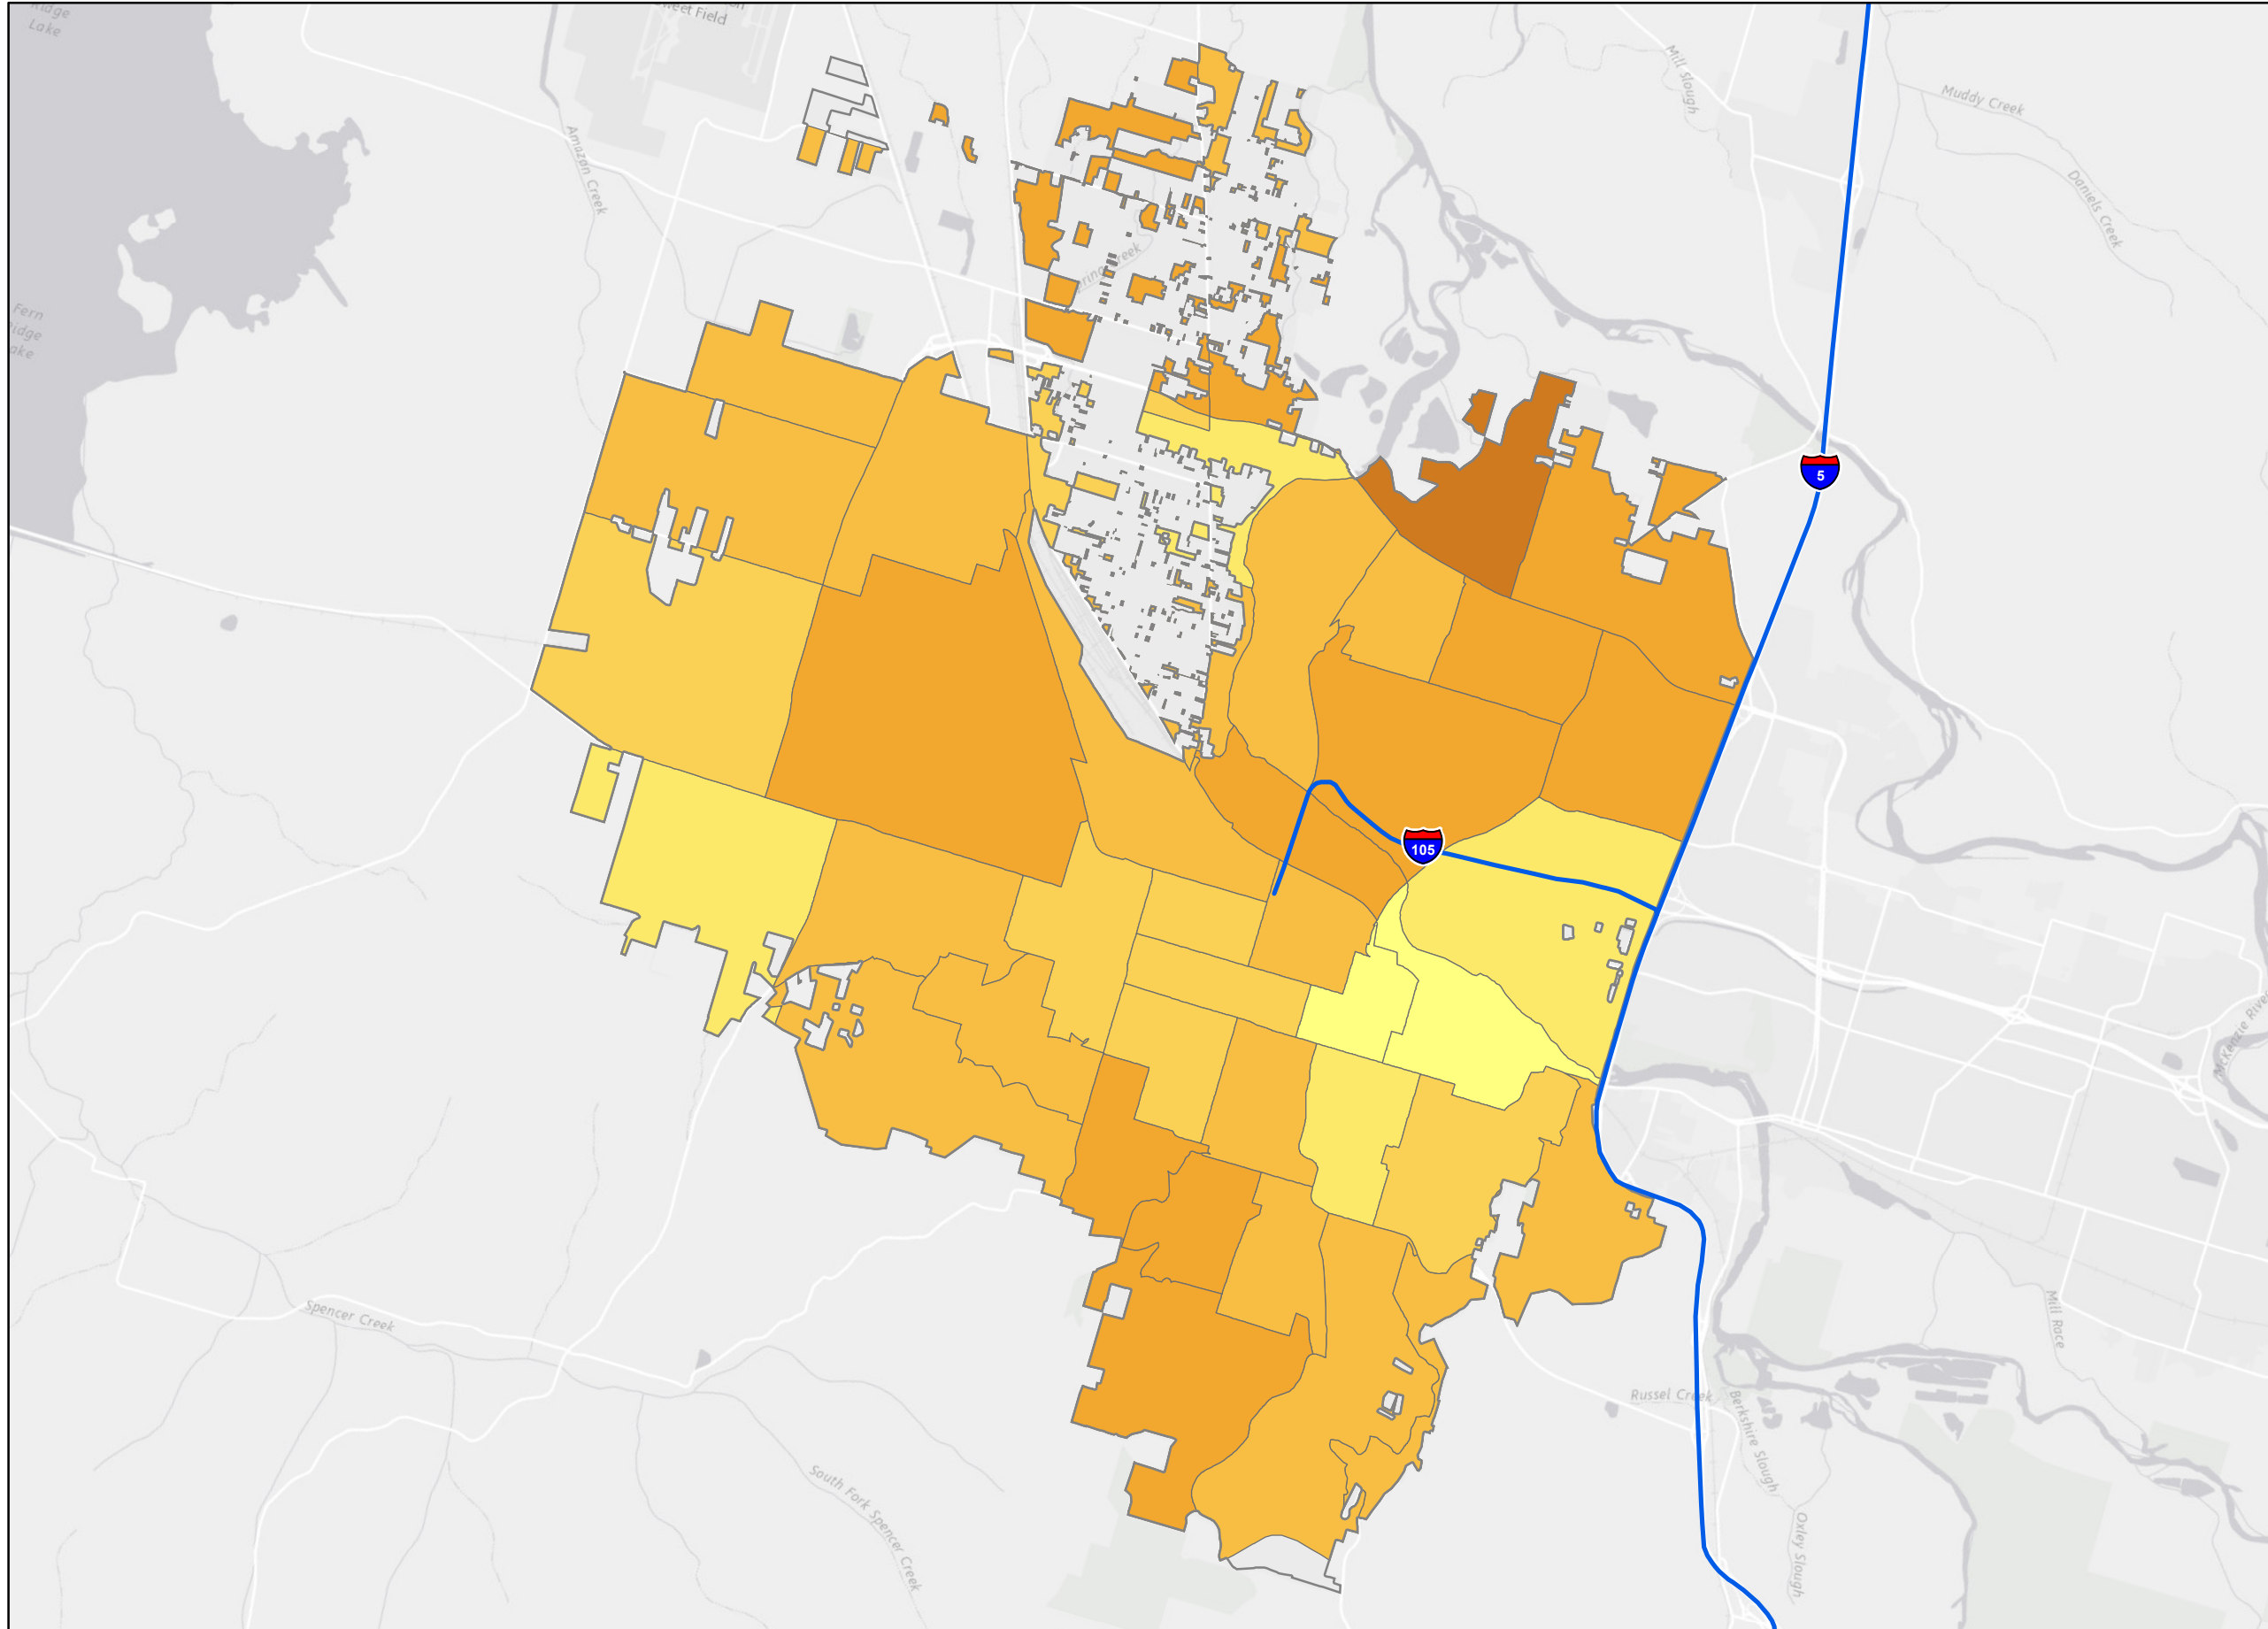 Ridge
Lake
Sweet Field
Mill Slough
Muddy Creek
Amazon Creek
Daniels Creek
Fern
Ridge
Lake
5
105
McKenzie River
Spencer Creek
Mill Race
Russel Creek
Berkshire Slough
South Fork Spencer Creek
Oxley Slough